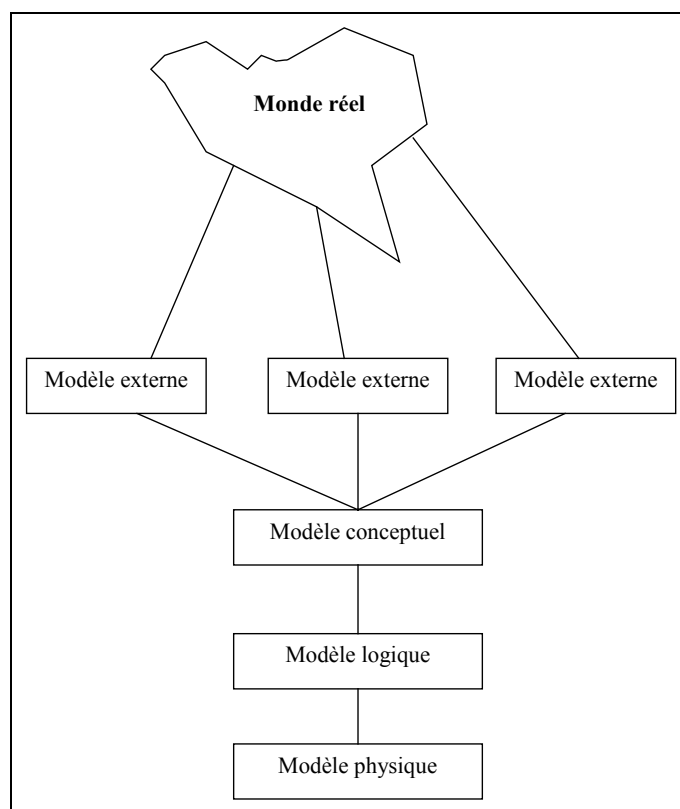 Monde réel
Modèle externe
Modèle externe
Modèle externe
Modèle conceptuel
Modèle logique
Modèle physique